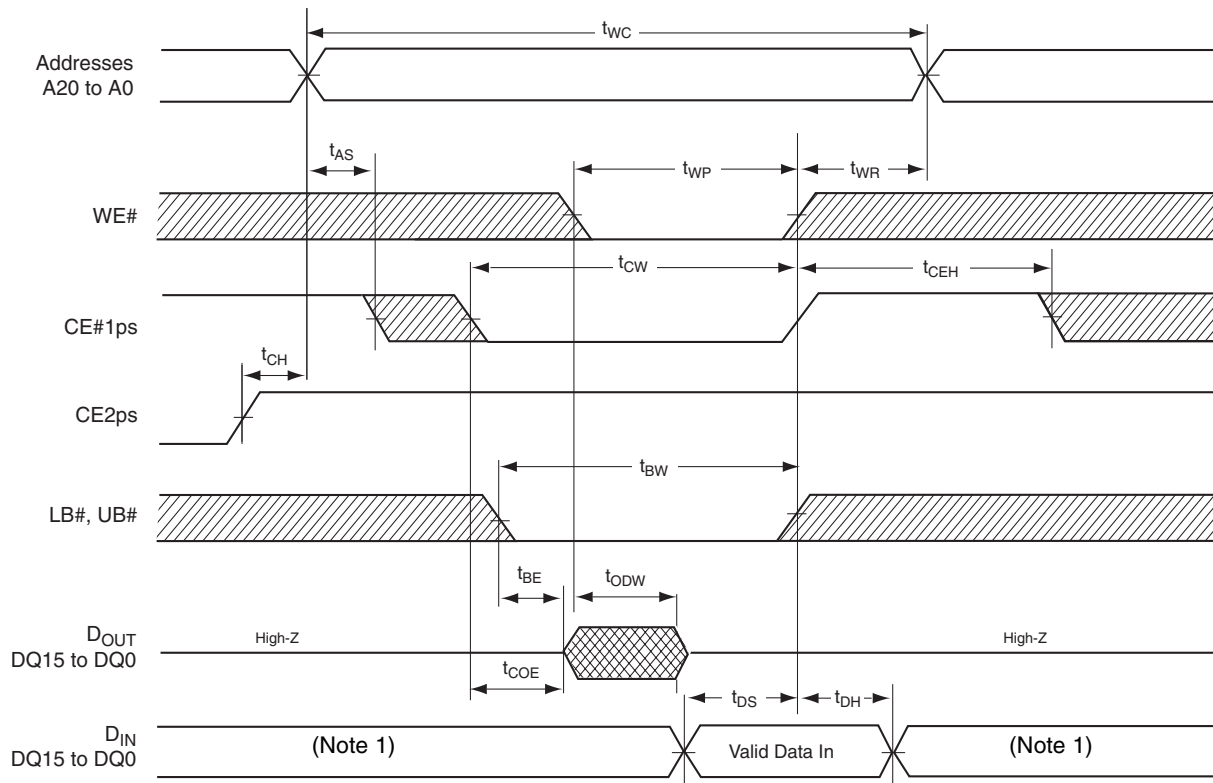 tWC
Addresses
A20 to A0
tAS
tWP
tWR
WE#
tCW
tCEH
CE#1ps
tCH
CE2ps
tBW
LB#, UB#
tBE
tODW
DOUT
DQ15 to DQ0
High-Z
High-Z
tCOE
tDS
tDH
DIN
DQ15 to DQ0
(Note 1)
Valid Data In
(Note 1)